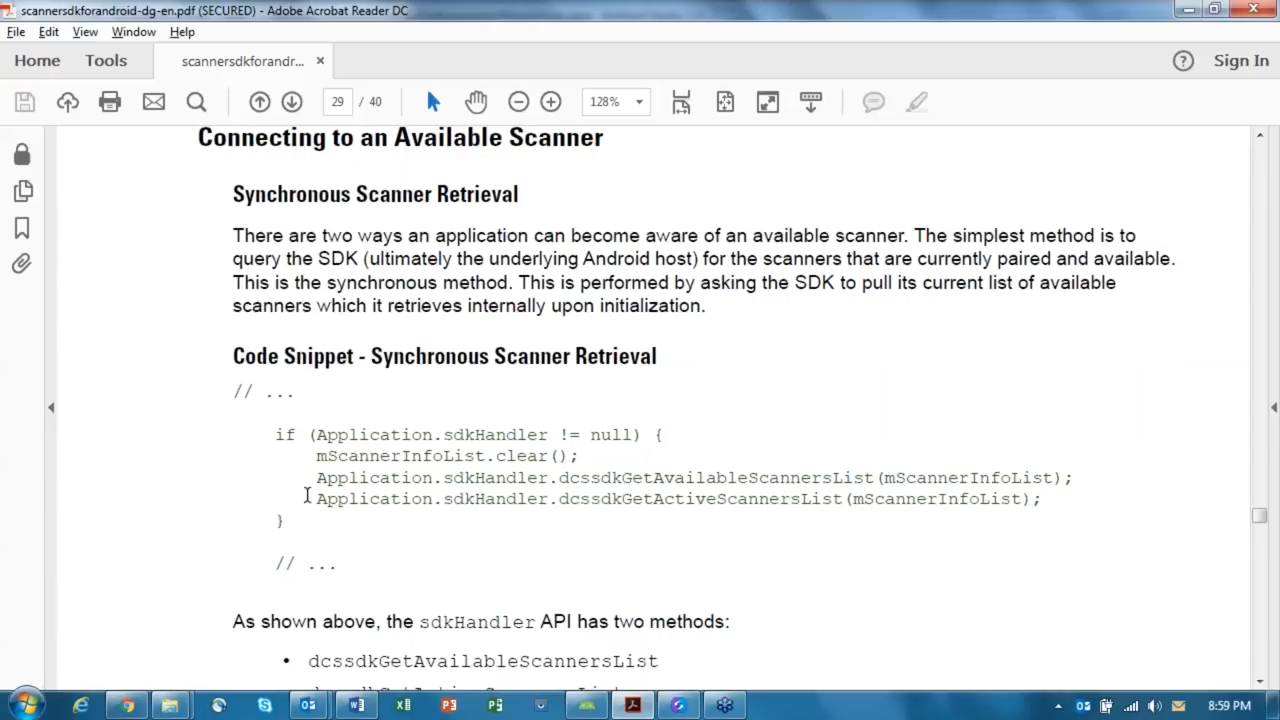 scannersdkforandroid-dg-en.pdf (SECURED) - Adobe Acrobat Reader DC
File Edit View Window Help
Home Tools scannersdkforandr... × Sign In
29 / 40 128%
Connecting to an Available Scanner
Synchronous Scanner Retrieval
There are two ways an application can become aware of an available scanner. The simplest method is to
query the SDK (ultimately the underlying Android host) for the scanners that are currently paired and available.
This is the synchronous method. This is performed by asking the SDK to pull its current list of available
scanners which it retrieves internally upon initialization.
Code Snippet - Synchronous Scanner Retrieval
// ...
if (Application.sdkHandler != null) {
mScannerInfoList.clear();
Application.sdkHandler.dcssdkGetAvailableScannersList(mScannerInfoList);
Application.sdkHandler.dcssdkGetActiveScannersList(mScannerInfoList);
}
// ...
As shown above, the sdkHandler API has two methods:
• dcssdkGetAvailableScannersList
8:59 PM